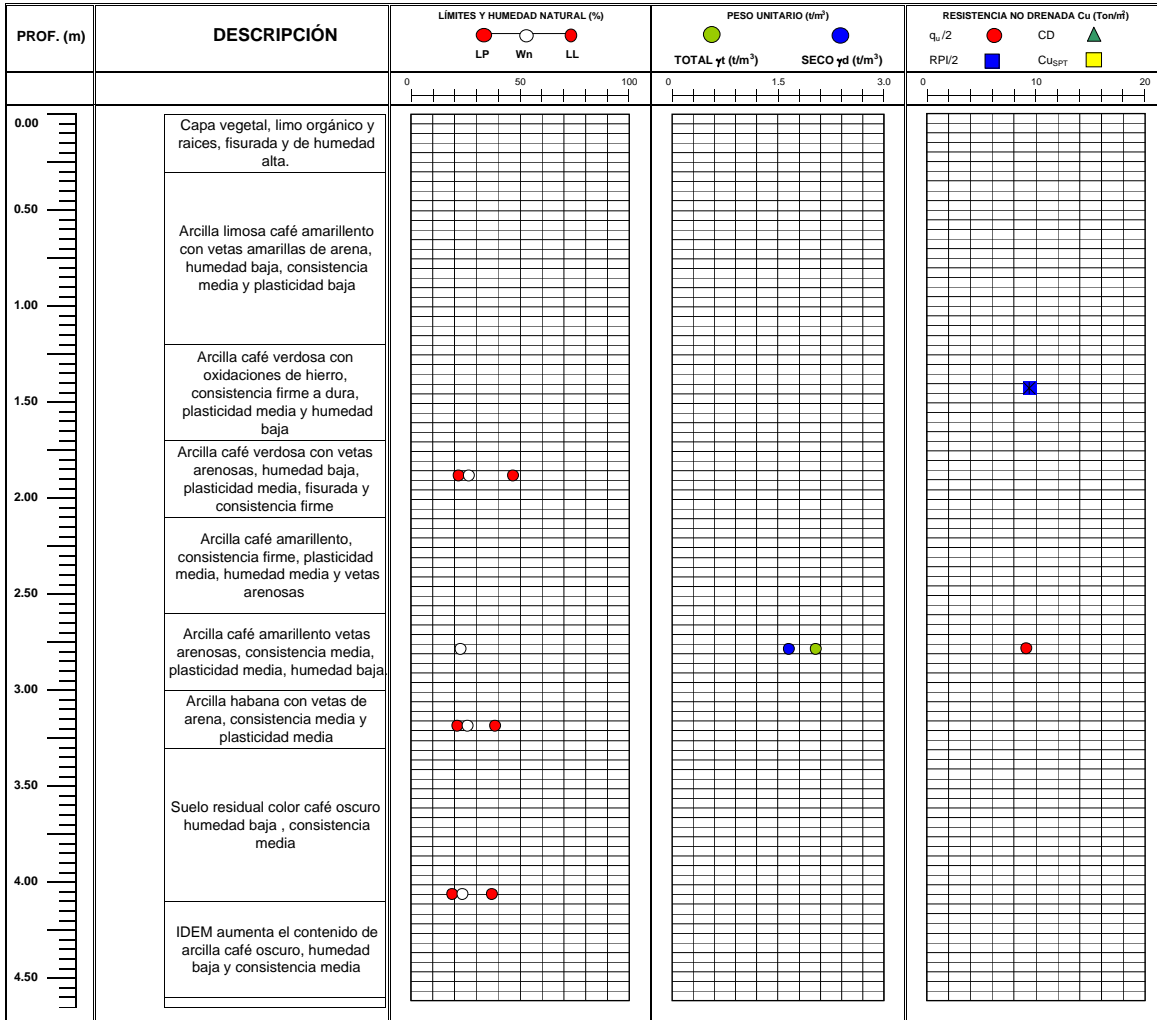 PROF. (m)
DESCRIPCIÓN
LÍMITES Y HUMEDAD NATURAL (%)
LP Wn LL
PESO UNITARIO (t/m³)
TOTAL γt (t/m³) SECO γd (t/m³)
RESISTENCIA NO DRENADA Cu (Ton/m²)
qᵤ/2 CD
RPI/2 Cu_SPT
0 50 100
0 1.5 3.0
0 10 20
0.00
Capa vegetal, limo orgánico y
raices, fisurada y de humedad
alta.
0.50
Arcilla limosa café amarillento
con vetas amarillas de arena,
humedad baja, consistencia
media y plasticidad baja
1.00
Arcilla café verdosa con
oxidaciones de hierro,
consistencia firme a dura,
plasticidad media y humedad
baja
1.50
Arcilla café verdosa con vetas
arenosas, humedad baja,
plasticidad media, fisurada y
consistencia firme
2.00
Arcilla café amarillento,
consistencia firme, plasticidad
media, humedad media y vetas
arenosas
2.50
Arcilla café amarillento vetas
arenosas, consistencia media,
plasticidad media, humedad baja.
3.00
Arcilla habana con vetas de
arena, consistencia media y
plasticidad media
3.50
Suelo residual color café oscuro
humedad baja , consistencia
media
4.00
IDEM aumenta el contenido de
arcilla café oscuro, humedad
baja y consistencia media
4.50